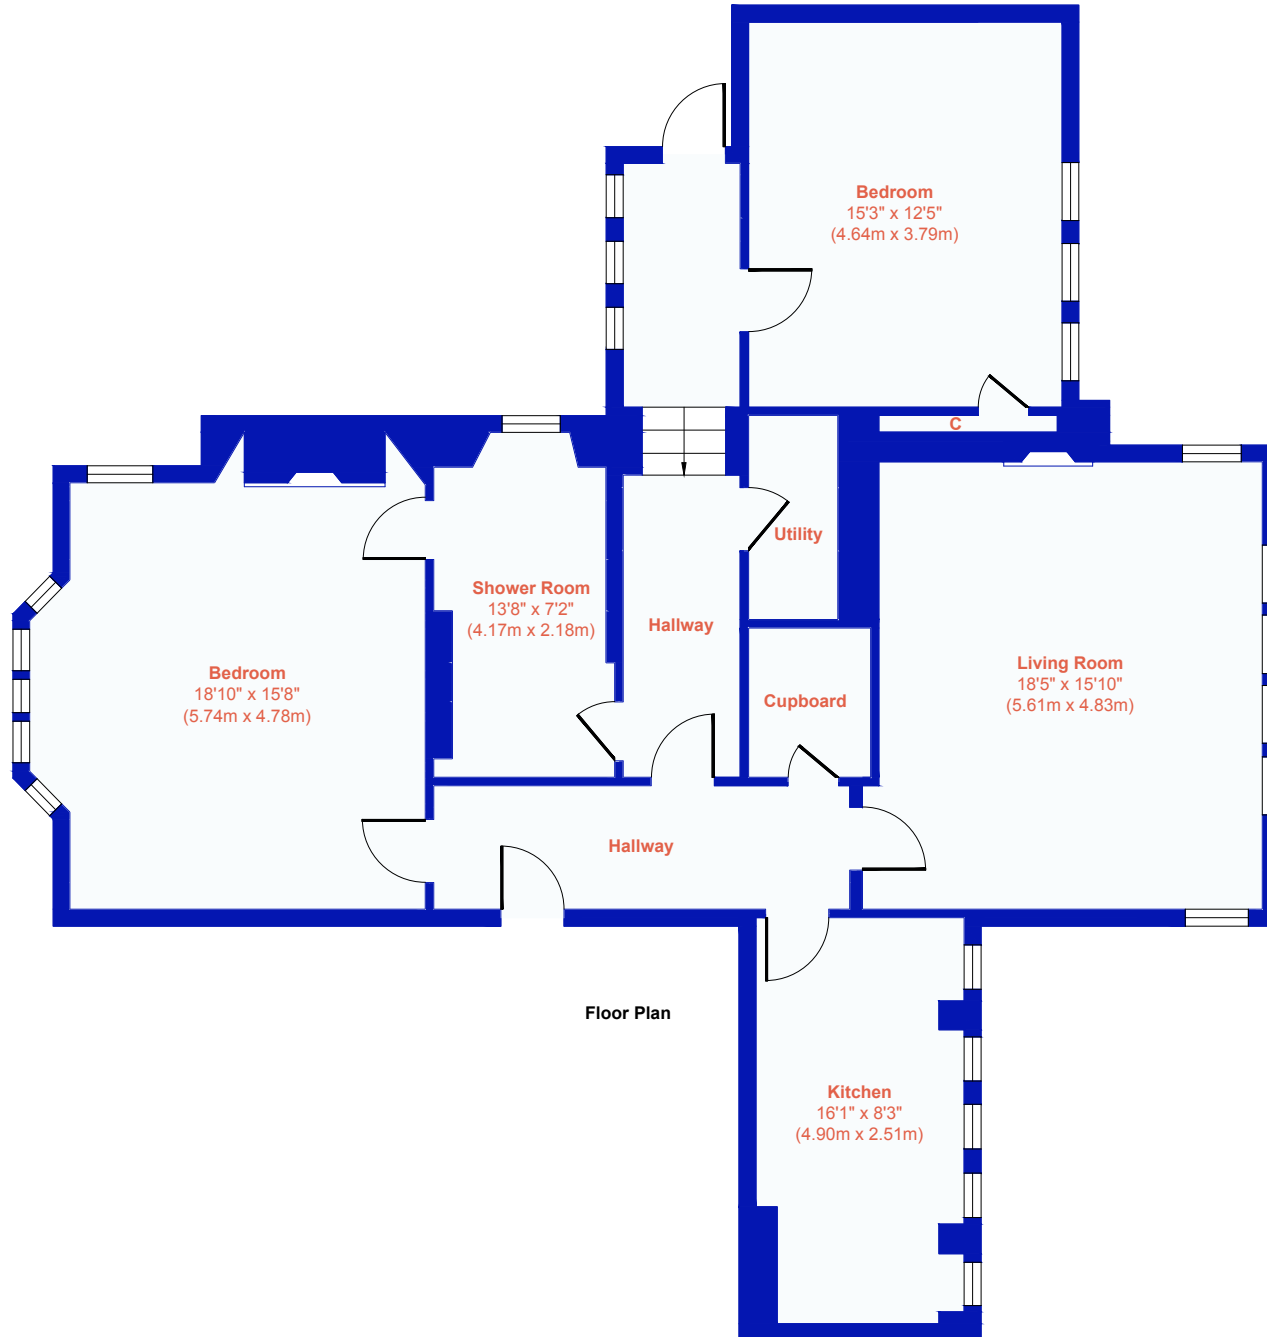 Bedroom
15'3" x 12'5"
(4.64m x 3.79m)
C
Utility
Shower Room
13'8" x 7'2"
(4.17m x 2.18m)
Hallway
Bedroom
18'10" x 15'8"
(5.74m x 4.78m)
Living Room
18'5" x 15'10"
(5.61m x 4.83m)
Cupboard
Hallway
Floor Plan
Kitchen
16'1" x 8'3"
(4.90m x 2.51m)